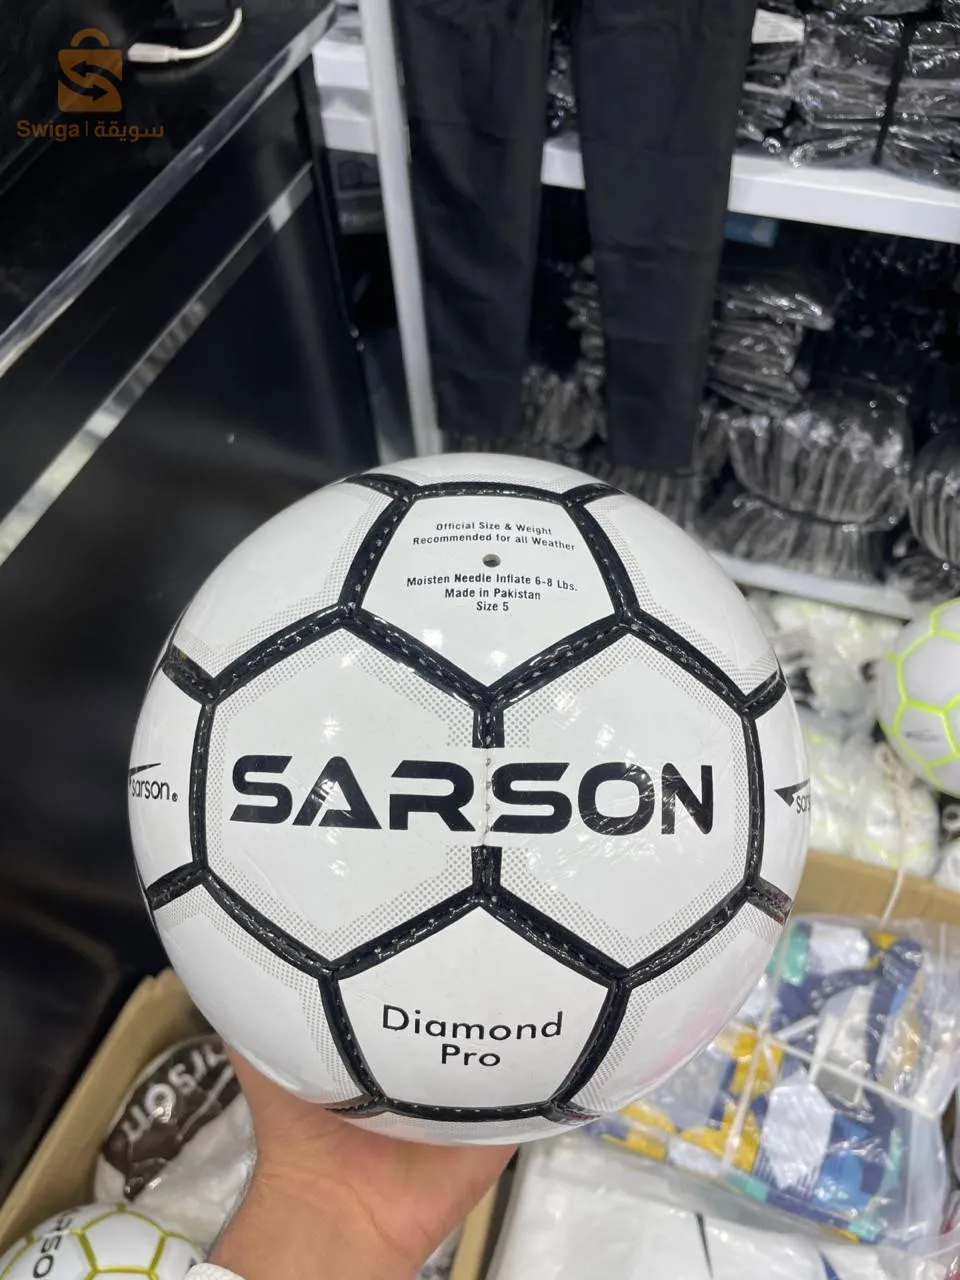 Swiga | سويقة
Official Size & Weight
Recommended for all Weather
Moisten Needle Inflate 6-8 Lbs.
Made in Pakistan
Size 5
SARSON
sarson®
Diamond
Pro